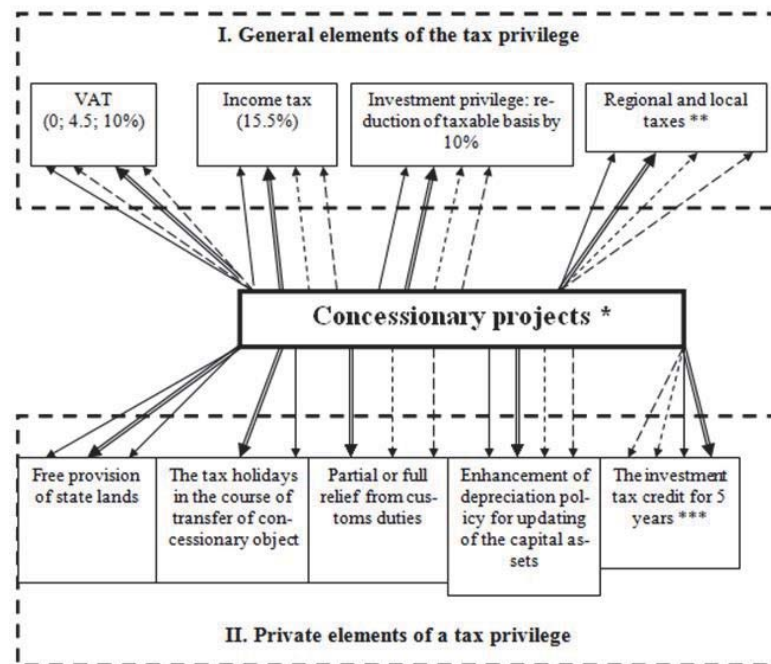 I. General elements of the tax privilege
VAT
(0; 4.5; 10%)
Income tax
(15.5%)
Investment privilege: re-
duction of taxable basis by
10%
Regional and local
taxes **
Concessionary projects *
Free provision
of state lands
The tax holidays
in the course of
transfer of con-
cessionary object
Partial or full
relief from cus-
toms duties
Enhancement of
depreciation pol-
icy for updating
of the capital as-
sets
The investment
tax credit for 5
years ***
II. Private elements of a tax privilege